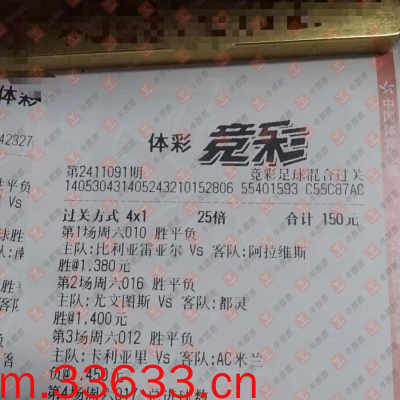 体彩
42327
体彩 竞彩
第2411091期 竞彩足球混合过关
140530431405243210152806 55401593 C55C87AC
过关方式 4x1 25倍 合计 150元
第1场周六010 胜平负
主队:比利亚雷亚尔 Vs 客队:阿拉维斯
胜@1.380元
第2场周六016 胜平负
主队:尤文图斯 Vs 客队:都灵
胜@1.400元
第3场周六012 胜平负
主队:卡利亚里 Vs 客队:AC米兰
m.33633.cn